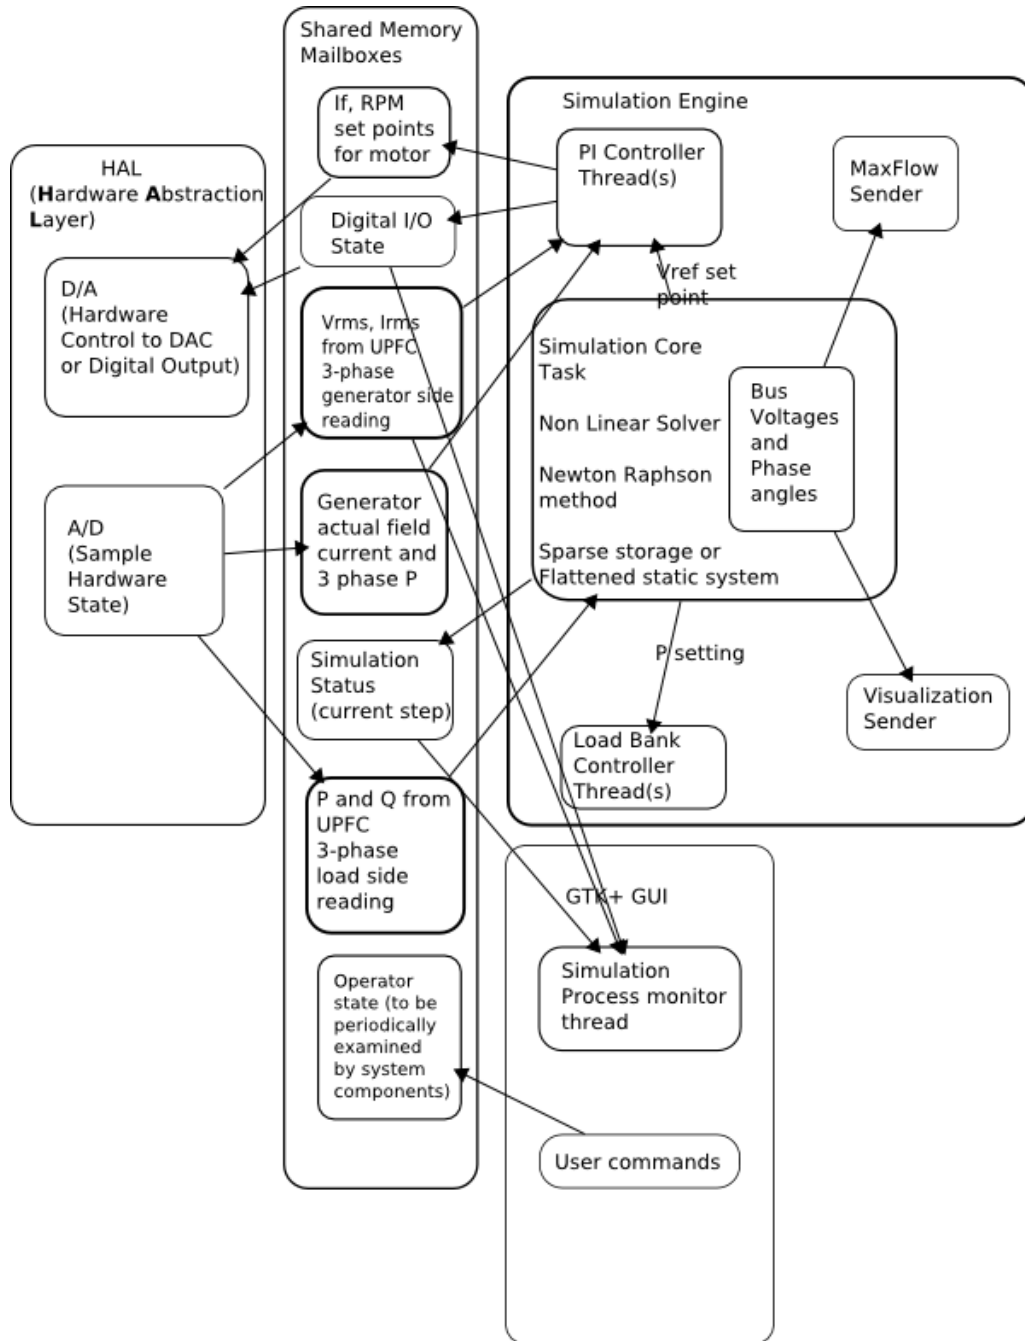 Shared Memory
Mailboxes
If, RPM
set points
for motor
Digital I/O
State
Vrms, Irms
from UPFC
3-phase
generator side
reading
Generator
actual field
current and
3 phase P
Simulation
Status
(current step)
P and Q from
UPFC
3-phase
load side
reading
Operator
state (to be
periodically
examined
by system
components)
HAL
(Hardware Abstraction
Layer)
D/A
(Hardware
Control to DAC
or Digital Output)
A/D
(Sample
Hardware
State)
Simulation Engine
PI Controller
Thread(s)
MaxFlow
Sender
Vref set
point
Simulation Core
Task
Non Linear Solver
Newton Raphson
method
Sparse storage or
Flattened static system
Bus
Voltages
and
Phase
angles
P setting
Load Bank
Controller
Thread(s)
Visualization
Sender
GTK+ GUI
Simulation
Process monitor
thread
User commands